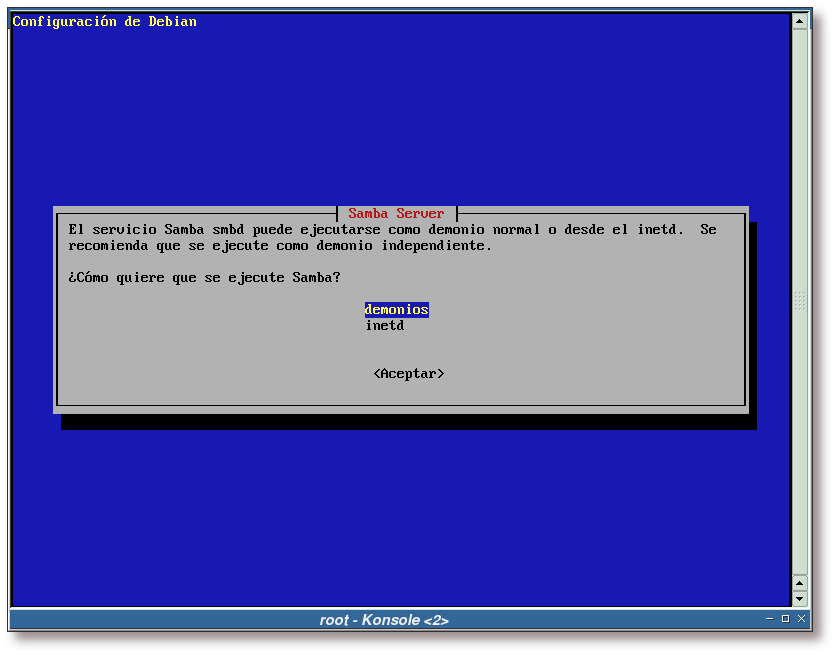 Configuración de Debian
Samba Server
El servicio Samba smbd puede ejecutarse como demonio normal o desde el inetd.  Se
recomienda que se ejecute como demonio independiente.
¿Cómo quiere que se ejecute Samba?
demonios
inetd
<Aceptar>
root - Konsole <2>